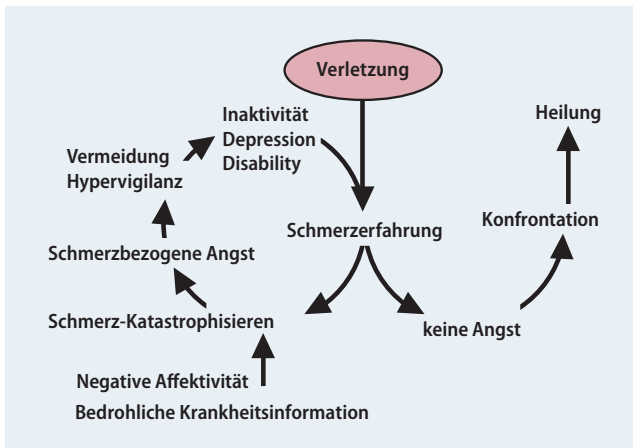 Verletzung
Inaktivität
Depression
Disability
Heilung
Vermeidung
Hypervigilanz
Schmerzerfahrung
Konfrontation
Schmerzbezogene Angst
Schmerz-Katastrophisieren
keine Angst
Negative Affektivität
Bedrohliche Krankheitsinformation